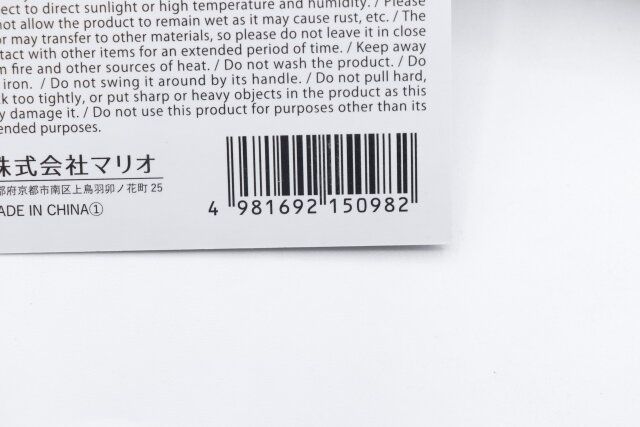 ect to direct sunlight or high temperature and humidity. / Please
not allow the product to remain wet as it may cause rust, etc. / The
or may transfer to other materials, so please do not leave it in close
tact with other items for an extended period of time. / Keep away
m fire and other sources of heat. / Do not wash the product. / Do
iron. / Do not swing it around by its handle. / Do not pull hard,
k too tightly, or put sharp or heavy objects in the product as this
y damage it. / Do not use this product for purposes other than its
ended purposes.
株式会社マリオ
都府京都市南区上鳥羽卯ノ花町 25
ADE IN CHINA①
4 981692 150982